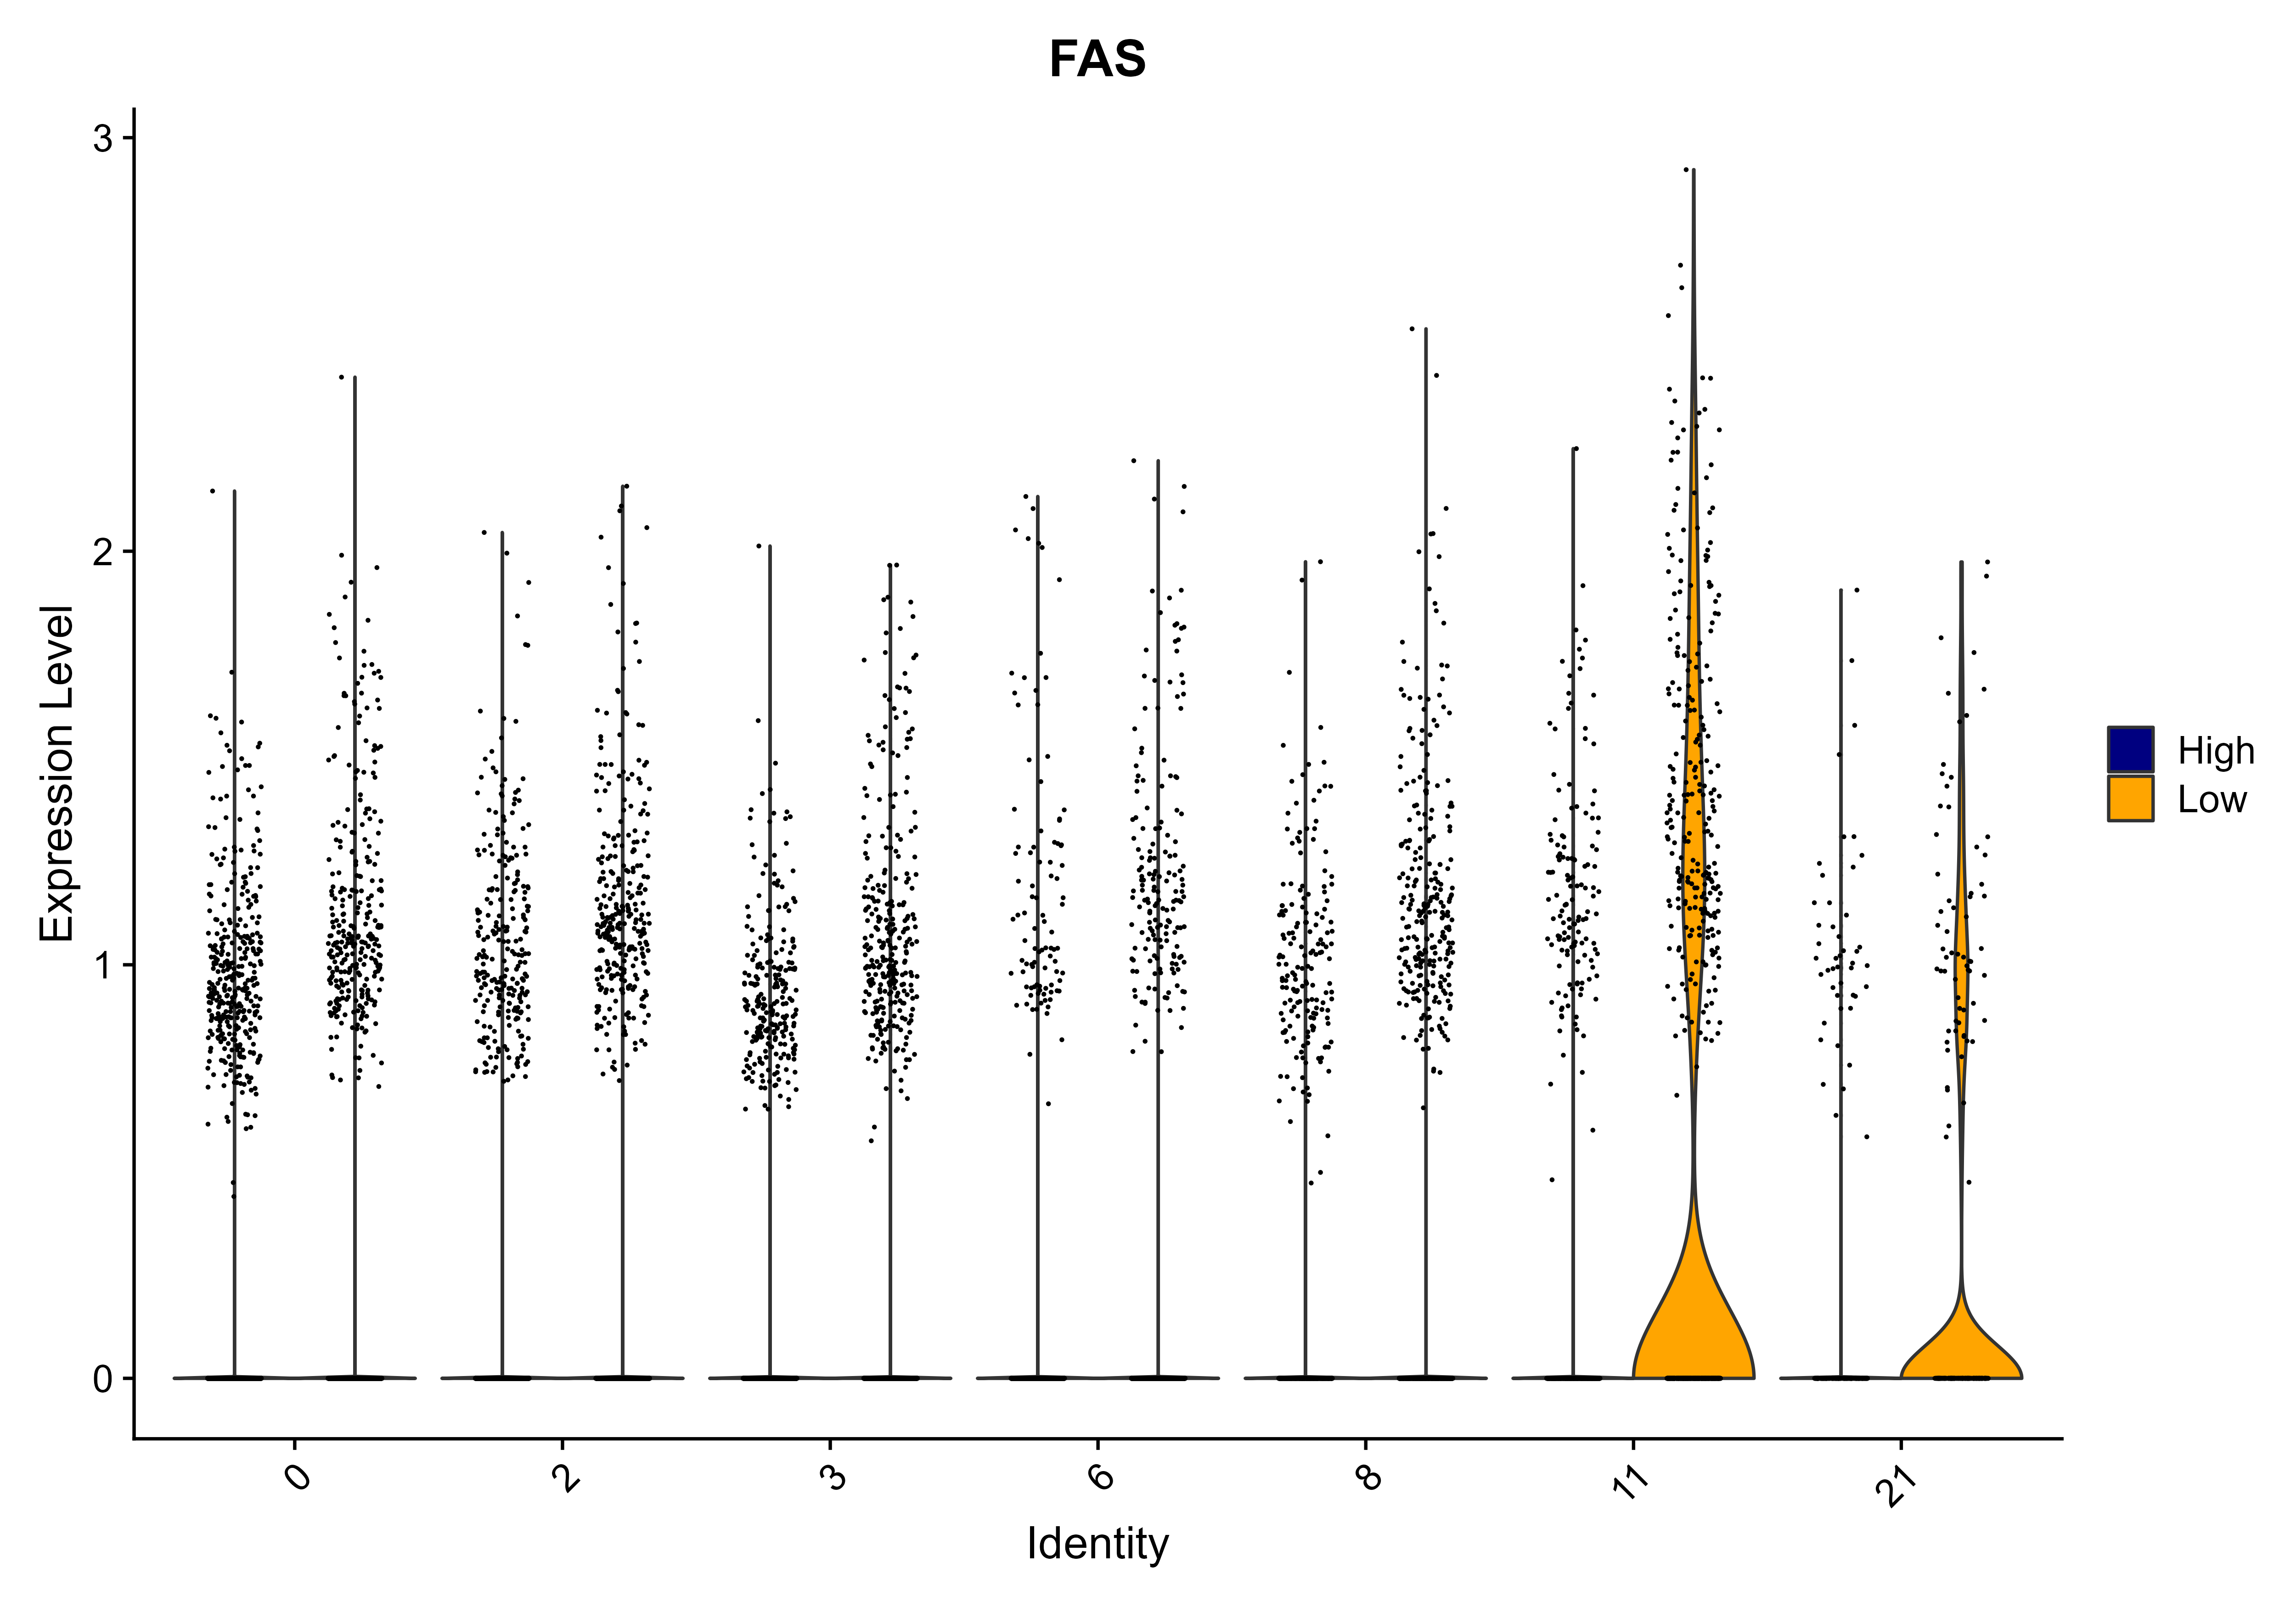 FAS
Expression Level
3
2
1
0
0 2 3 6 8 11 21
Identity
High
Low